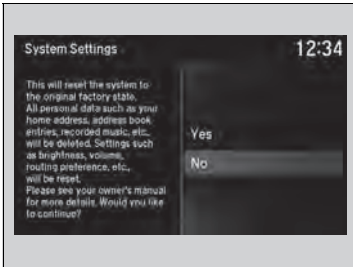 System Settings
12:34
This will reset the system to
the original factory state.
All personal data such as your
home address, address book
entries, recorded music, etc.,
will be deleted. Settings such
as brightness, volume,
routing preference, etc.,
will be reset.
Please see your owner's manual
for more details. Would you like
to continue?
Yes
No